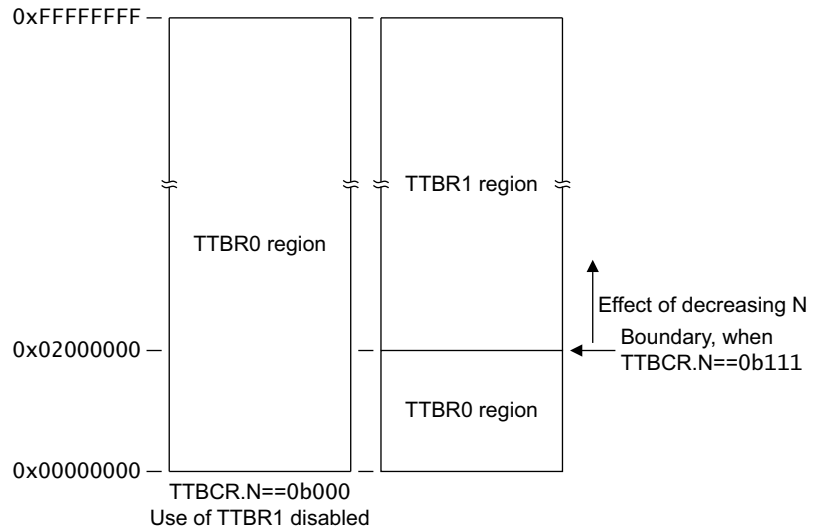 0xFFFFFFFF
TTBR1 region
TTBR0 region
Effect of decreasing N
0x02000000
Boundary, when
TTBCR.N==0b111
TTBR0 region
0x00000000
TTBCR.N==0b000
Use of TTBR1 disabled